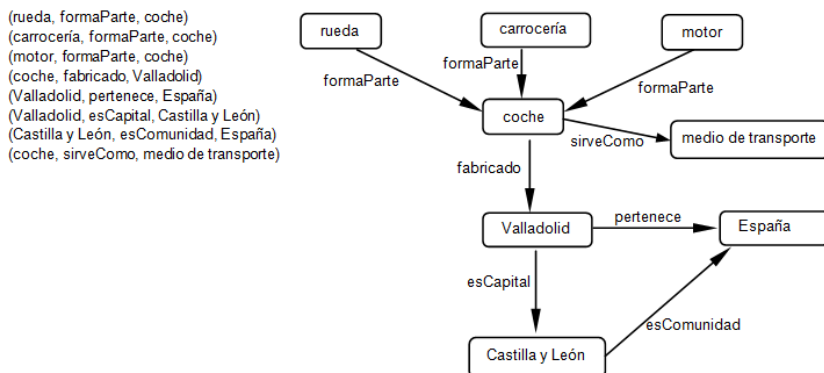 (rueda, formaParte, coche)
(carrocería, formaParte, coche)
(motor, formaParte, coche)
(coche, fabricado, Valladolid)
(Valladolid, pertenece, España)
(Valladolid, esCapital, Castilla y León)
(Castilla y León, esComunidad, España)
(coche, sirveComo, medio de transporte)
rueda
carrocería
motor
formaParte
formaParte
formaParte
coche
sirveComo
medio de transporte
fabricado
Valladolid
pertenece
España
esCapital
esComunidad
Castilla y León